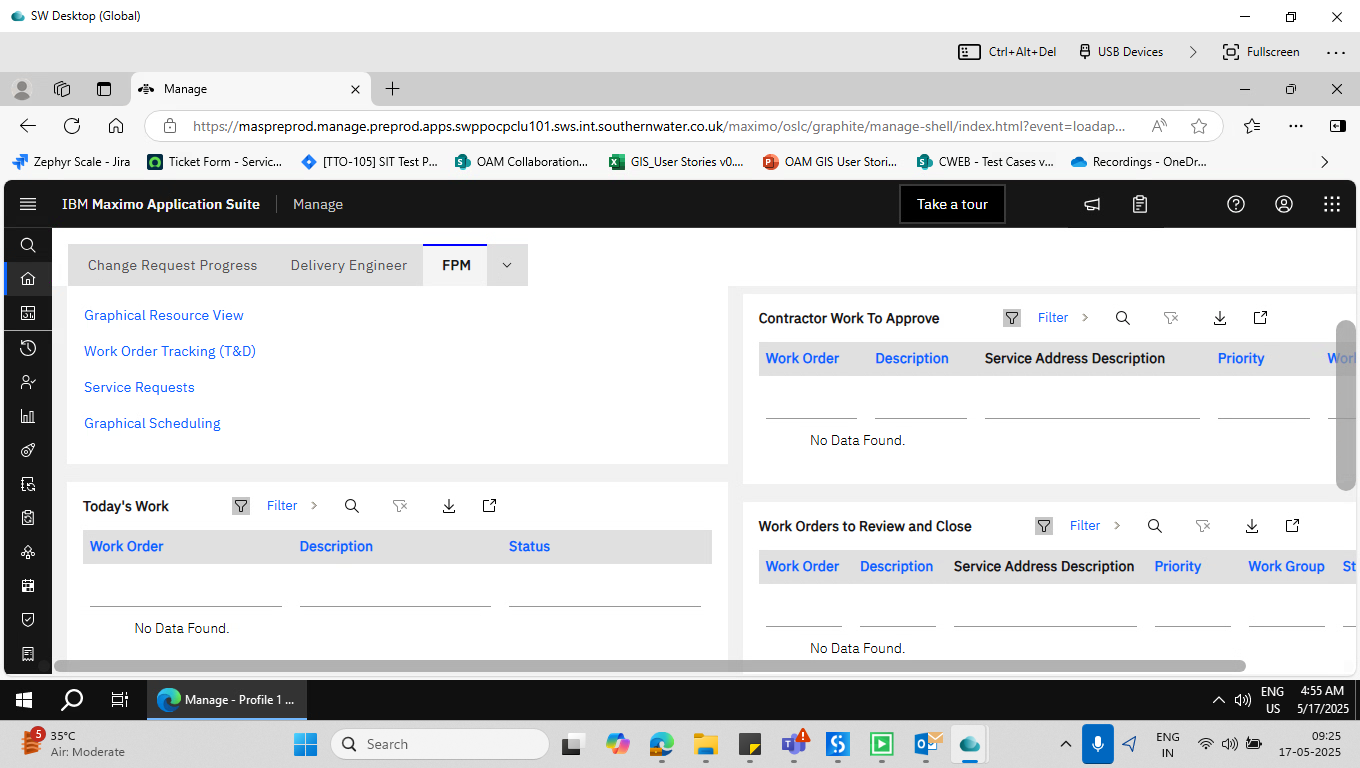 SW Desktop (Global)
Ctrl+Alt+Del USB Devices Fullscreen
Manage
https://maspreprod.manage.preprod.apps.swppocpclu101.sws.int.southernwater.co.uk/maximo/oslc/graphite/manage-shell/index.html?event=loadap...
Zephyr Scale - Jira Ticket Form - Servic... [TTO-105] SIT Test P... OAM Collaboration... GIS_User Stories v0.... OAM GIS User Stori... CWEB - Test Cases v... Recordings - OneDr...
IBM Maximo Application Suite Manage Take a tour
Change Request Progress Delivery Engineer FPM
Graphical Resource View
Work Order Tracking (T&D)
Service Requests
Graphical Scheduling
Today's Work Filter
Work Order Description Status
No Data Found.
Contractor Work To Approve Filter
Work Order Description Service Address Description Priority Wor
No Data Found.
Work Orders to Review and Close Filter
Work Order Description Service Address Description Priority Work Group St
No Data Found.
Manage - Profile 1 ...
ENG
US
4:55 AM
5/17/2025
5
35°C
Air: Moderate
Search
ENG
IN
09:25
17-05-2025